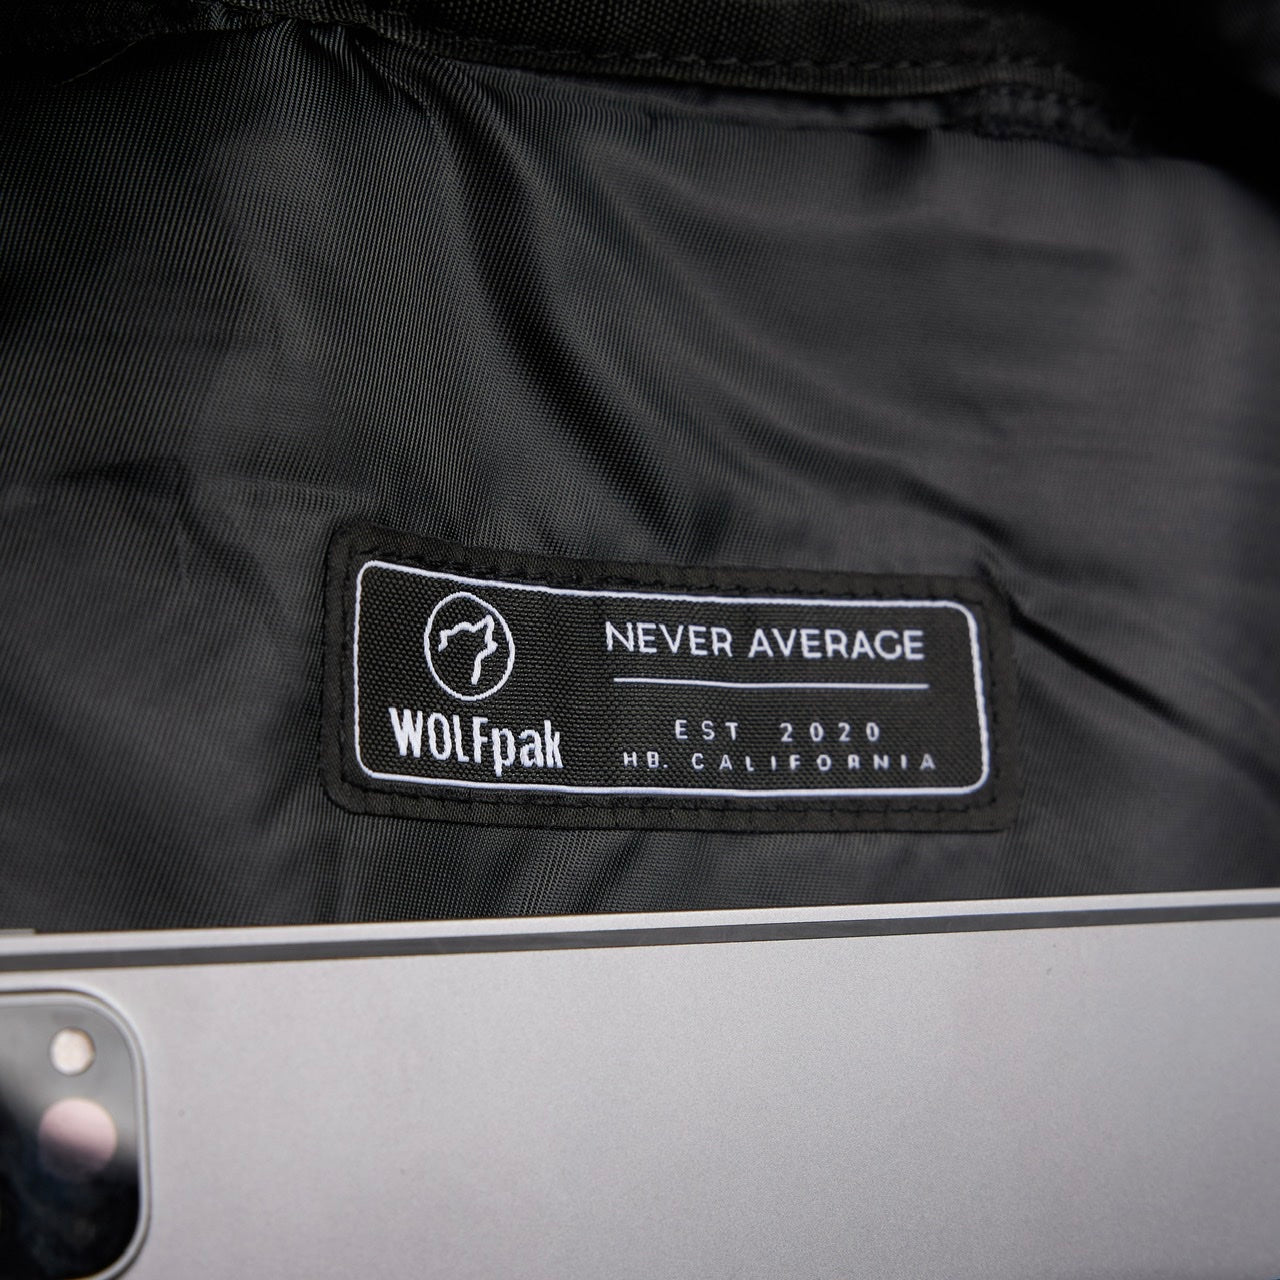 WOLFpak
NEVER AVERAGE
EST 2020
HB. CALIFORNIA